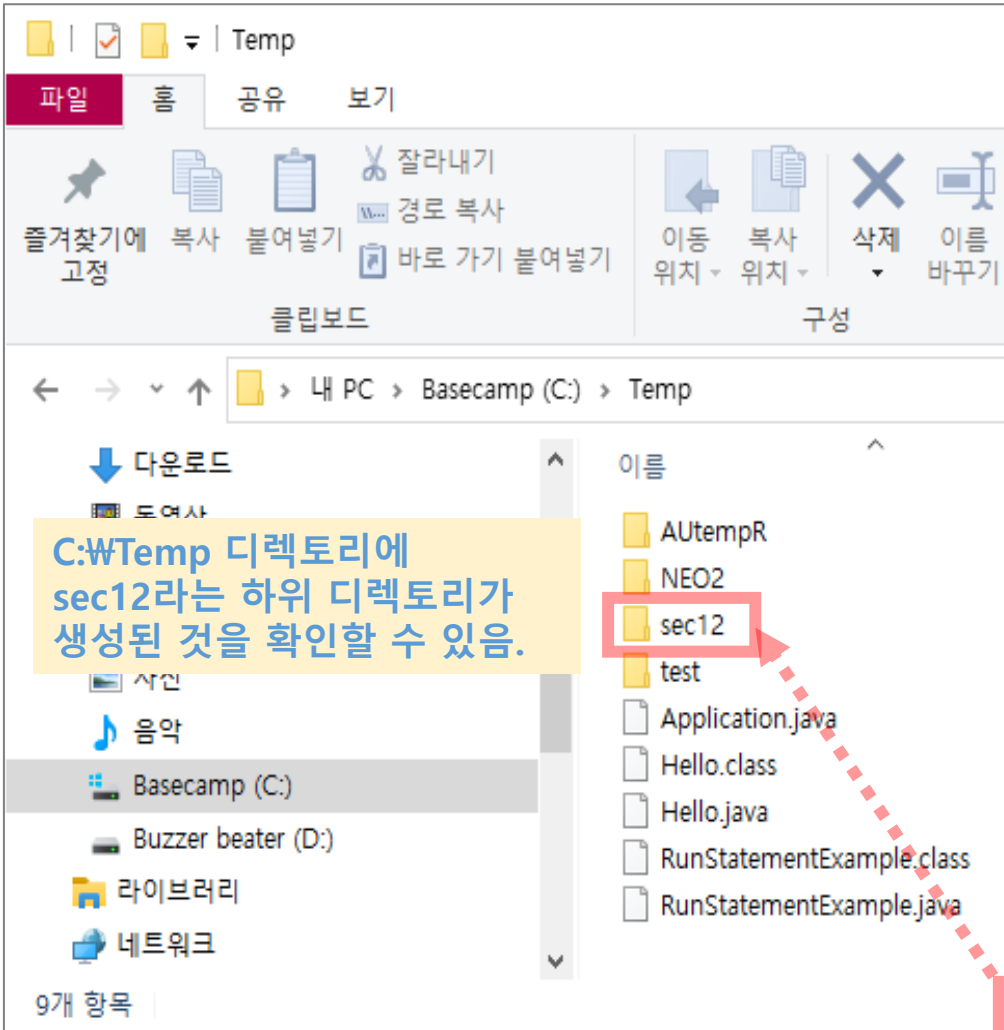 Temp
파일 홈 공유 보기
잘라내기
경로 복사
바로 가기 붙여넣기
즐겨찾기에 고정
복사
붙여넣기
이동 위치
복사 위치
삭제
이름 바꾸기
클립보드
구성
내 PC > Basecamp (C:) > Temp
다운로드
동영상
C:₩Temp 디렉토리에
sec12라는 하위 디렉토리가
생성된 것을 확인할 수 있음.
사진
음악
Basecamp (C:)
Buzzer beater (D:)
라이브러리
네트워크
이름
AUtempR
NEO2
sec12
test
Application.java
Hello.class
Hello.java
RunStatementExample.class
RunStatementExample.java
9개 항목